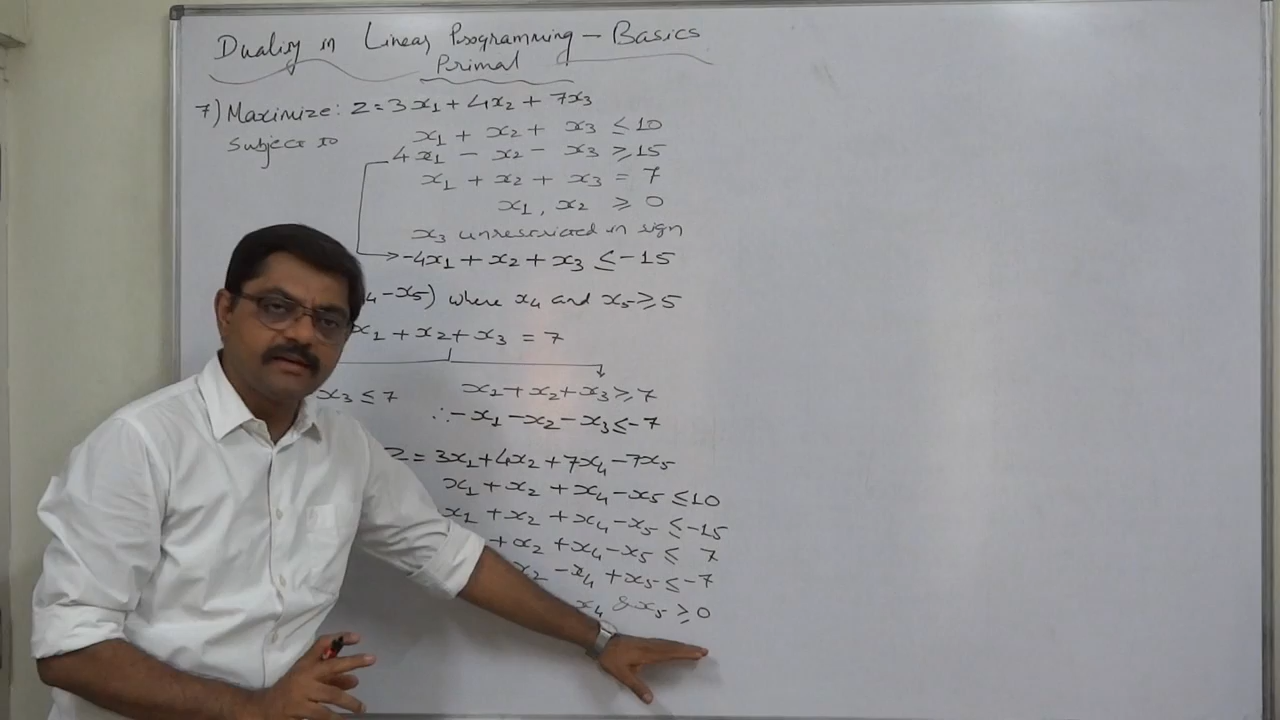 Duality in Linear Programming - Basics
Primal
7) Maximize: Z = 3x₁ + 4x₂ + 7x₃
Subject to
x₁ + x₂ + x₃ ≤ 10
4x₁ - x₂ - x₃ ≥ 15
x₁ + x₂ + x₃ = 7
x₁, x₂ ≥ 0
x₃ unrestricted in sign
-4x₁ + x₂ + x₃ ≤ -15
4 - x₅) where x₄ and x₅ ≥ 5
x₁ + x₂ + x₃ = 7
x₃ ≤ 7 x₁ + x₂ + x₃ ≥ 7
∴ -x₁ - x₂ - x₃ ≤ -7
Z = 3x₁ + 4x₂ + 7x₄ - 7x₅
x₁ + x₂ + x₄ - x₅ ≤ 10
x₁ + x₂ + x₄ - x₅ ≤ -15
+ x₂ + x₄ - x₅ ≤ 7
x₂ - x₄ + x₅ ≤ -7
x₄ & x₅ ≥ 0